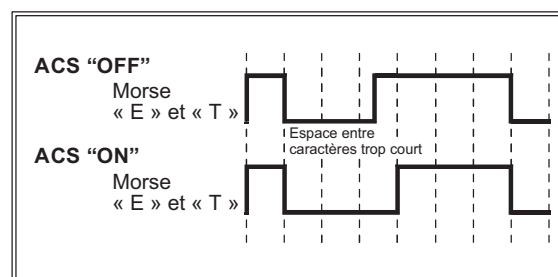 ACS “OFF”
Morse
« E » et « T »
Espace entre
caractères trop court
ACS “ON”
Morse
« E » et « T »